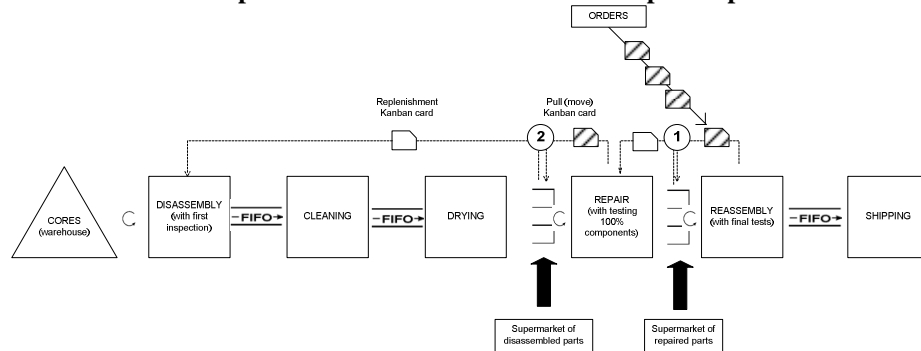 ORDERS
Replenishment
Kanban card
Pull (move)
Kanban card
2
1
CORES
(warehouse)
DISASSEMBLY
(with first
inspection)
FIFO
CLEANING
FIFO
DRYING
REPAIR
(with testing
100%
components)
REASSEMBLY
(with final tests)
FIFO
SHIPPING
Supermarket of
disassembled parts
Supermarket of
repaired parts